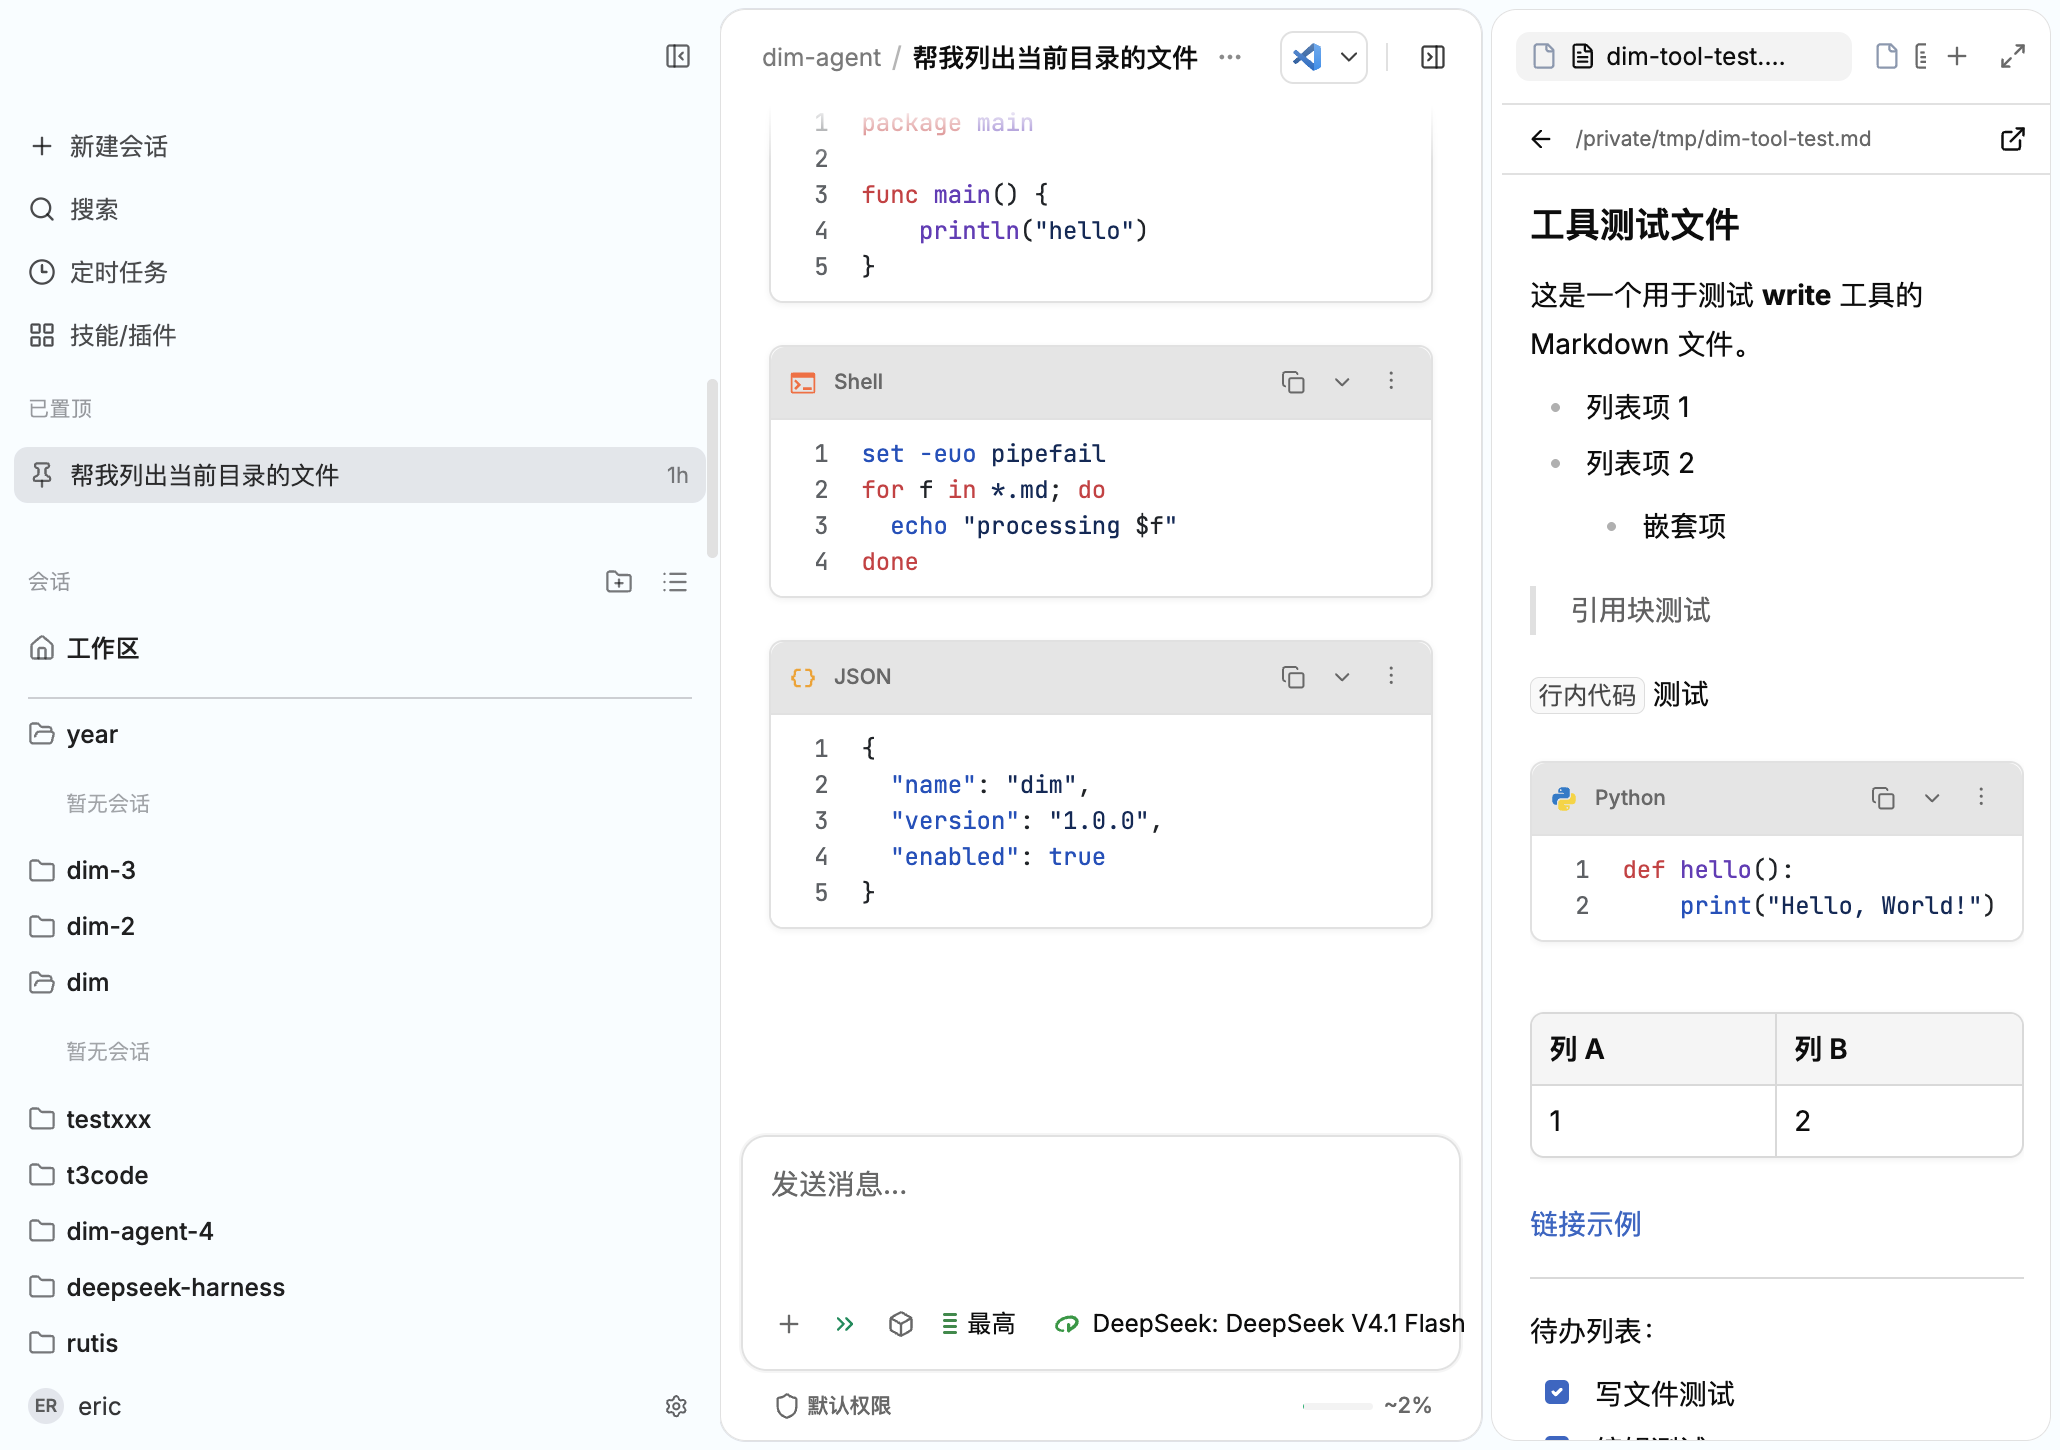 新建会话
搜索
定时任务
技能/插件
已置顶
帮我列出当前目录的文件 1h
会话
工作区
year
暂无会话
dim-3
dim-2
dim
暂无会话
testxxx
t3code
dim-agent-4
deepseek-harness
rutis
ER eric
dim-agent / 帮我列出当前目录的文件
1 package main
2
3 func main() {
4     println("hello")
5 }
Shell
1 set -euo pipefail
2 for f in *.md; do
3   echo "processing $f"
4 done
JSON
1 {
2   "name": "dim",
3   "version": "1.0.0",
4   "enabled": true
5 }
发送消息...
最高 DeepSeek: DeepSeek V4.1 Flash
默认权限 ~2%
dim-tool-test....
/private/tmp/dim-tool-test.md
工具测试文件
这是一个用于测试 write 工具的
Markdown 文件。
列表项 1
列表项 2
嵌套项
引用块测试
行内代码 测试
Python
1 def hello():
2     print("Hello, World!")
列 A 列 B
1 2
链接示例
待办列表：
写文件测试